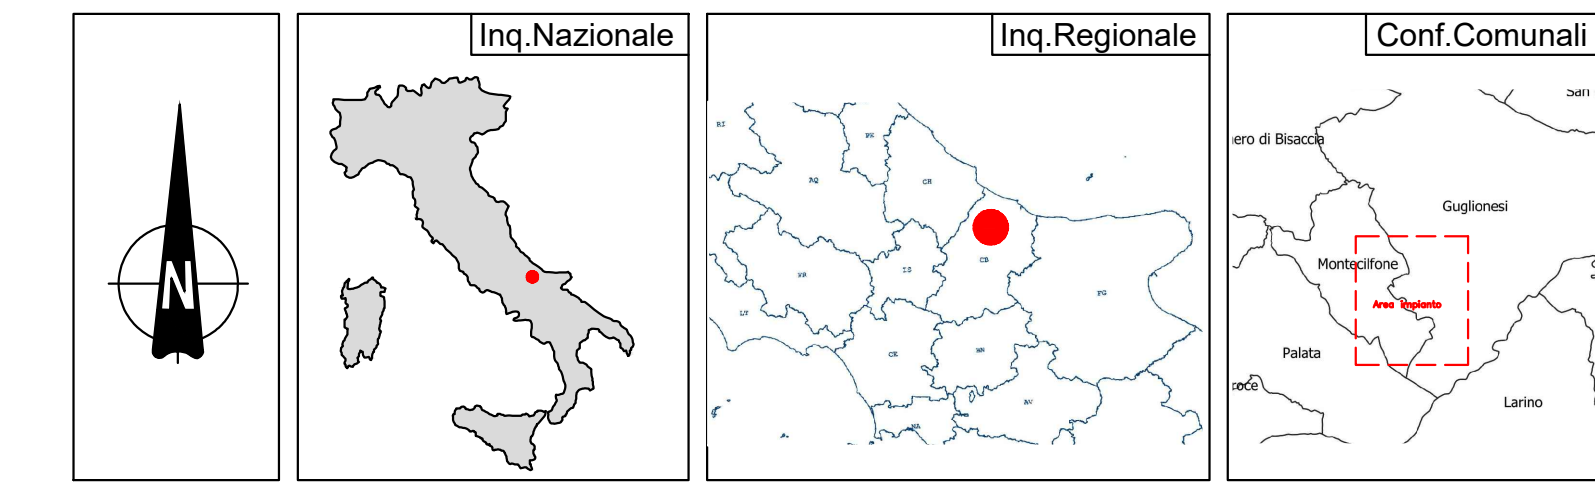 Inq.Nazionale
Inq.Regionale
Conf.Comunali
N
RI
PE
AQ
CH
FR
IS
CB
FG
LT
CE
BN
AV
NA
San
ero di Bisaccia
Guglionesi
Montecilfone
Area impianto
Palata
roce
Larino